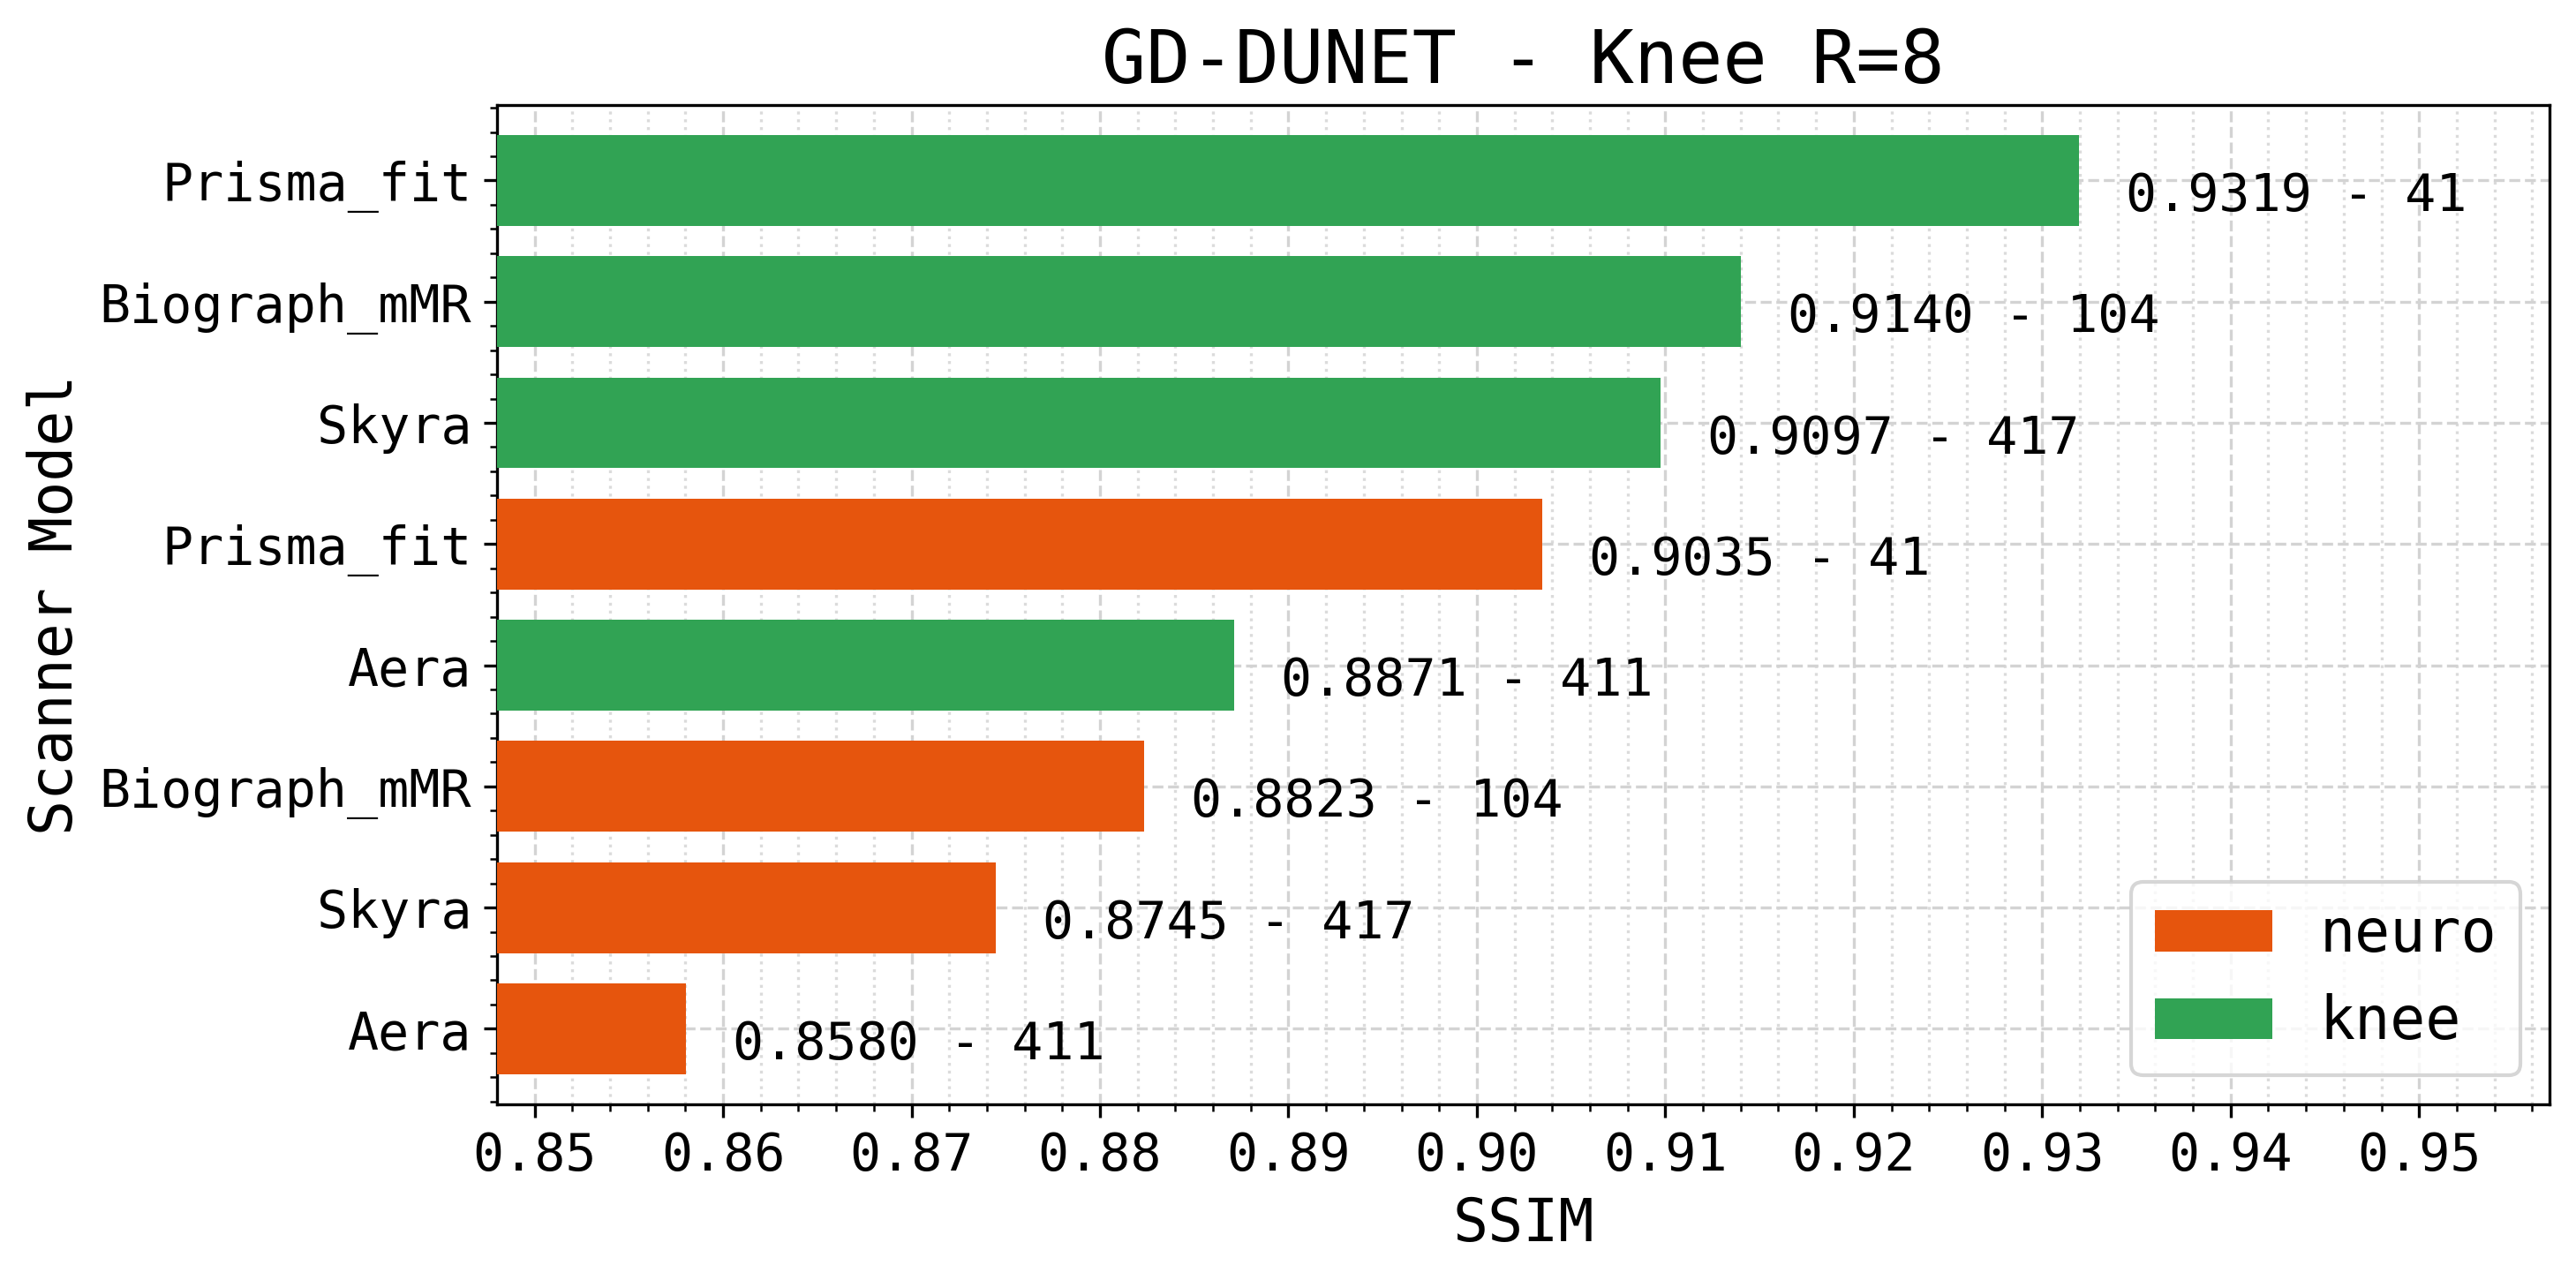 GD-DUNET - Knee R=8
Scanner Model
Prisma_fit
0.9319 - 41
Biograph_mMR
0.9140 - 104
Skyra
0.9097 - 417
Prisma_fit
0.9035 - 41
Aera
0.8871 - 411
Biograph_mMR
0.8823 - 104
Skyra
0.8745 - 417
Aera
0.8580 - 411
neuro
knee
0.85 0.86 0.87 0.88 0.89 0.90 0.91 0.92 0.93 0.94 0.95
SSIM